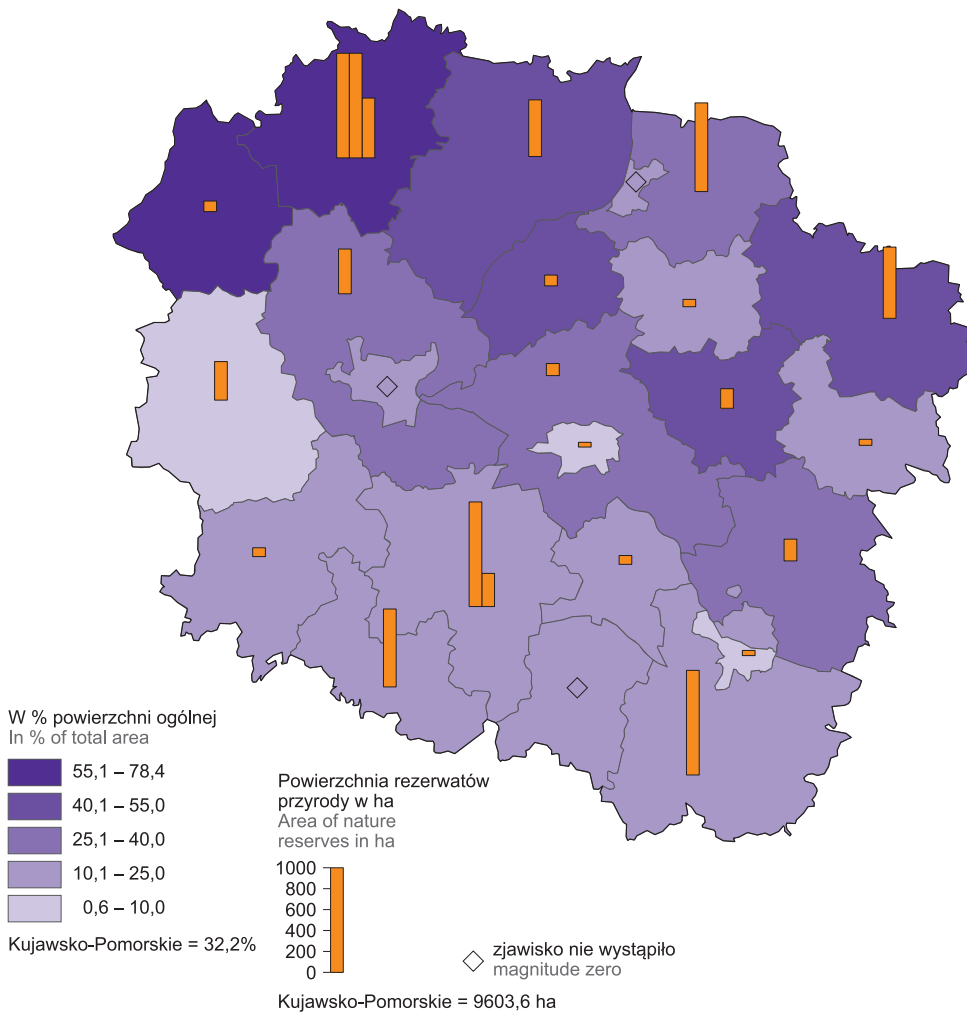 W % powierzchni ogólnej
In % of total area
55,1 – 78,4
40,1 – 55,0
25,1 – 40,0
10,1 – 25,0
0,6 – 10,0
Kujawsko-Pomorskie = 32,2%
Powierzchnia rezerwatów
przyrody w ha
Area of nature
reserves in ha
1000
800
600
400
200
0
zjawisko nie wystąpiło
magnitude zero
Kujawsko-Pomorskie = 9603,6 ha